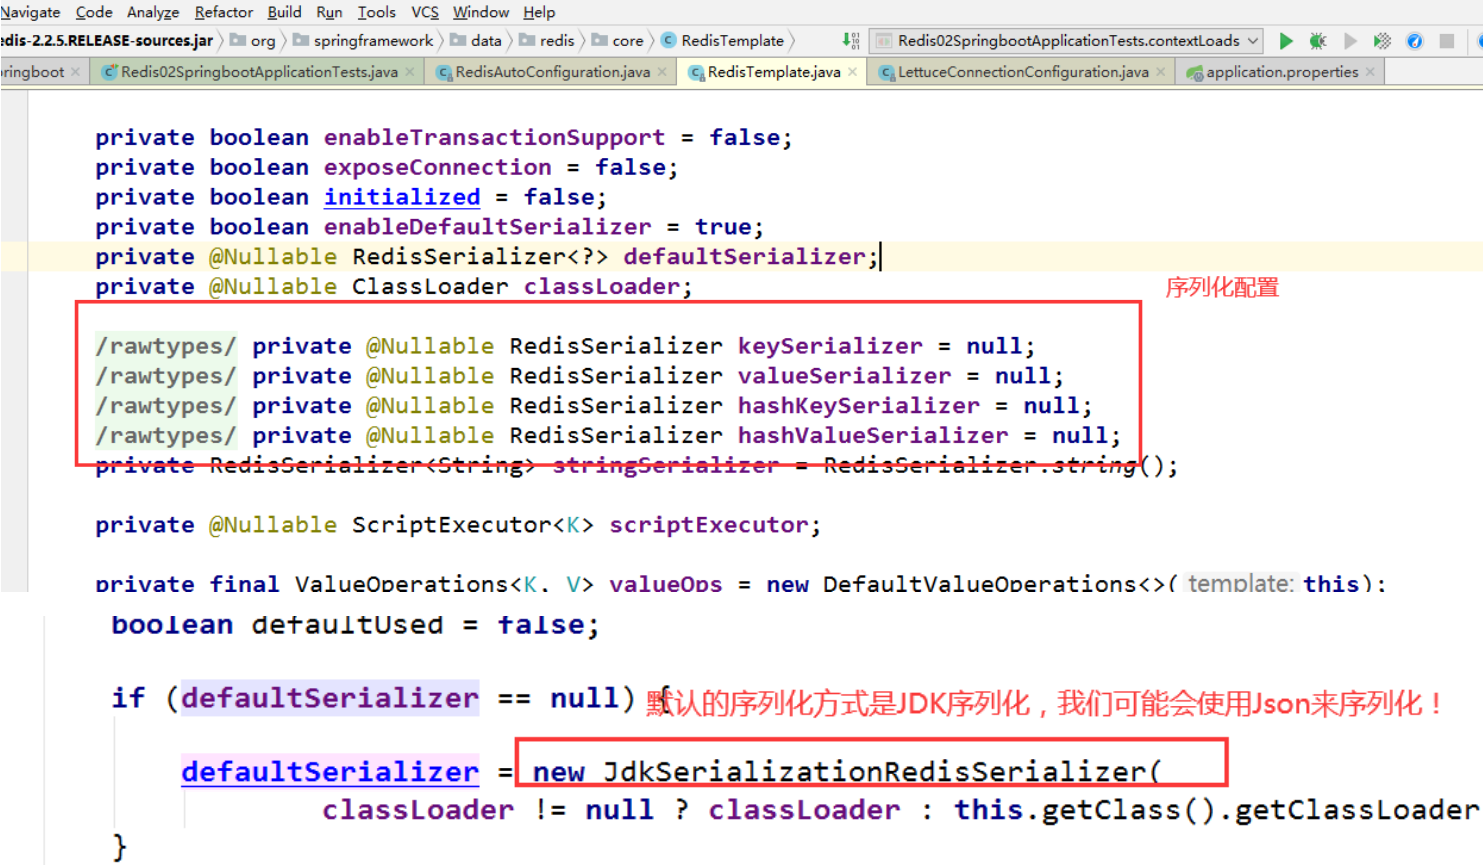 Navigate Code Analyze Refactor Build Run Tools VCS Window Help
edis-2.2.5.RELEASE-sources.jar org springframework data redis core RedisTemplate Redis02SpringbootApplicationTests.contextLoads
pringboot Redis02SpringbootApplicationTests.java RedisAutoConfiguration.java RedisTemplate.java LettuceConnectionConfiguration.java application.properties
private boolean enableTransactionSupport = false;
private boolean exposeConnection = false;
private boolean initialized = false;
private boolean enableDefaultSerializer = true;
private @Nullable RedisSerializer<?> defaultSerializer;
private @Nullable ClassLoader classLoader;
序列化配置
/rawtypes/ private @Nullable RedisSerializer keySerializer = null;
/rawtypes/ private @Nullable RedisSerializer valueSerializer = null;
/rawtypes/ private @Nullable RedisSerializer hashKeySerializer = null;
/rawtypes/ private @Nullable RedisSerializer hashValueSerializer = null;
private RedisSerializer<String> stringSerializer = RedisSerializer.string();
private @Nullable ScriptExecutor<K> scriptExecutor;
private final ValueOperations<K, V> valueOps = new DefaultValueOperations<>( template: this);
boolean defaultUsed = false;
if (defaultSerializer == null) { 默认的序列化方式是JDK序列化，我们可能会使用Json来序列化！
defaultSerializer = new JdkSerializationRedisSerializer(
classLoader != null ? classLoader : this.getClass().getClassLoader
}